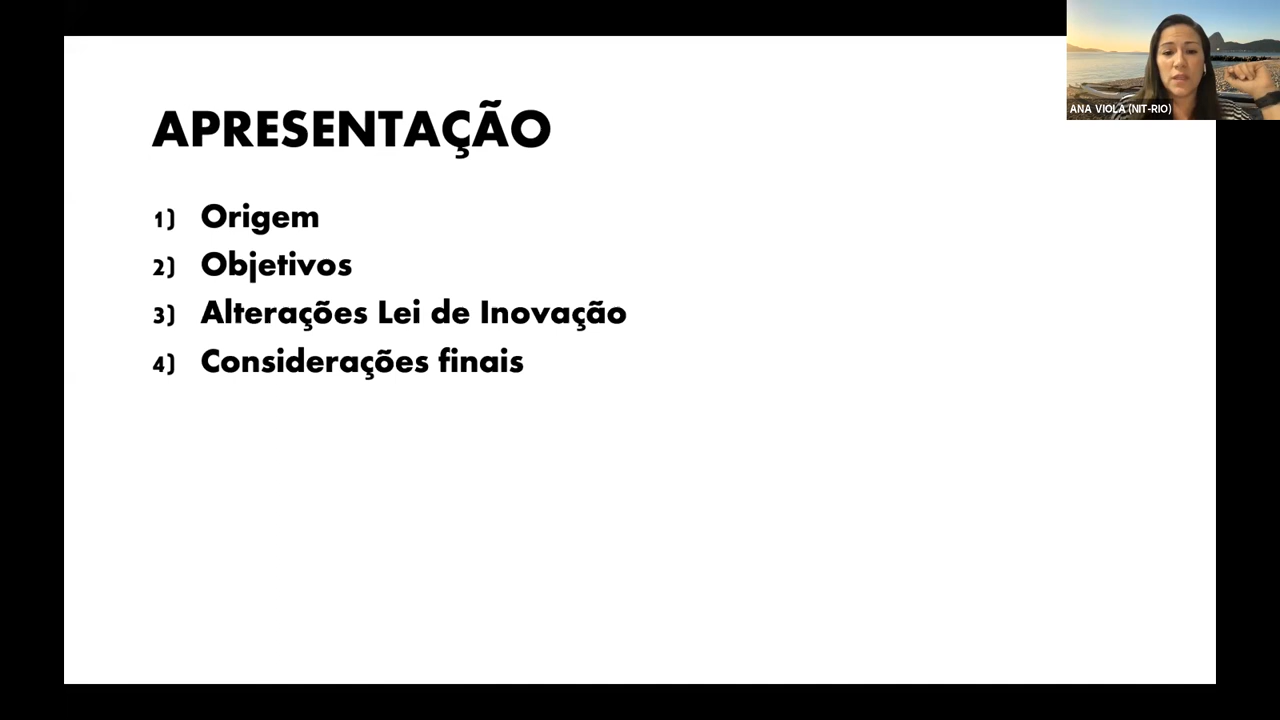 APRESENTAÇÃO
1) Origem
2) Objetivos
3) Alterações Lei de Inovação
4) Considerações finais
ANA VIOLA (NIT-RIO)